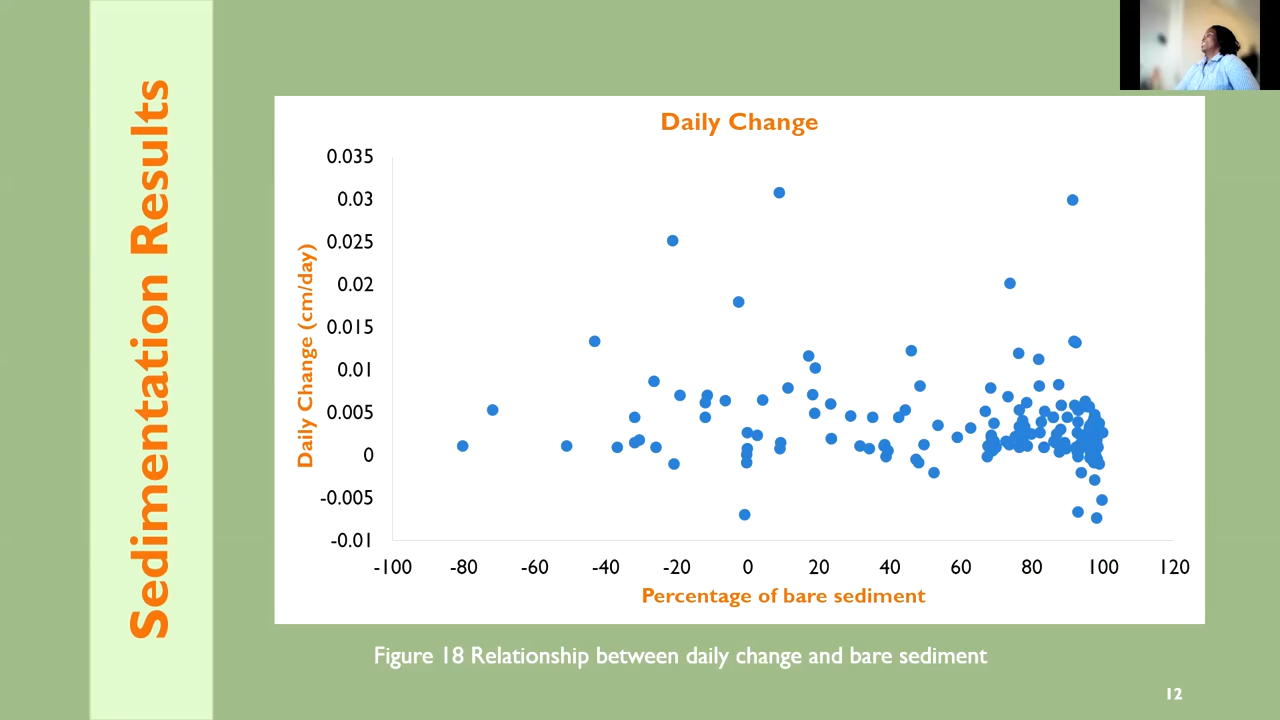 Sedimentation Results
Daily Change
0.035
0.03
0.025
0.02
0.015
0.01
0.005
0
-0.005
-0.01
Daily Change (cm/day)
-100 -80 -60 -40 -20 0 20 40 60 80 100 120
Percentage of bare sediment
Figure 18 Relationship between daily change and bare sediment
12